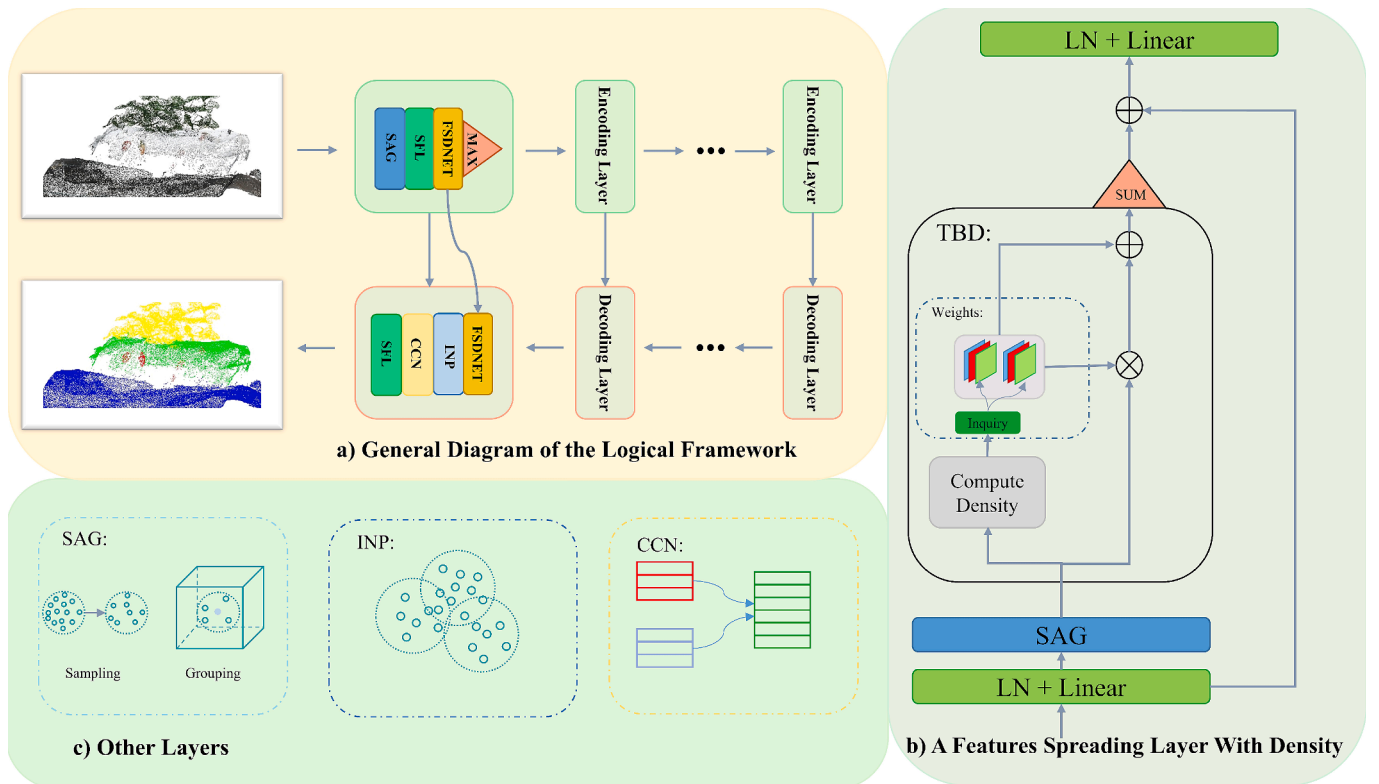 SAG
SFL
FSDNET
MAX
Encoding Layer
•••
Encoding Layer
SFL
CCN
INP
FSDNET
Decoding Layer
•••
Decoding Layer
a) General Diagram of the Logical Framework
SAG:
Sampling
Grouping
INP:
CCN:
c) Other Layers
LN + Linear
SUM
TBD:
Weights:
Inquiry
Compute
Density
SAG
LN + Linear
b) A Features Spreading Layer With Density